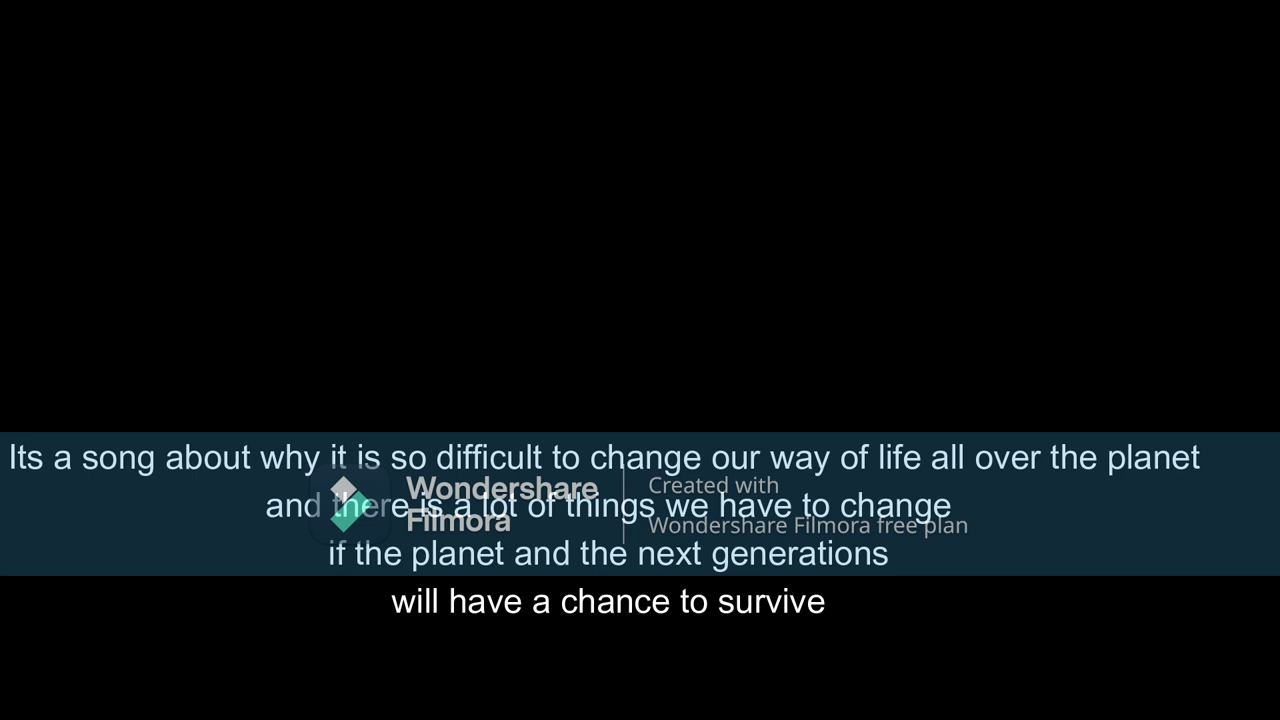 Its a song about why it is so difficult to change our way of life all over the planet
and there is a lot of things we have to change
if the planet and the next generations
will have a chance to survive
Wondershare
Filmora
Created with
Wondershare Filmora free plan